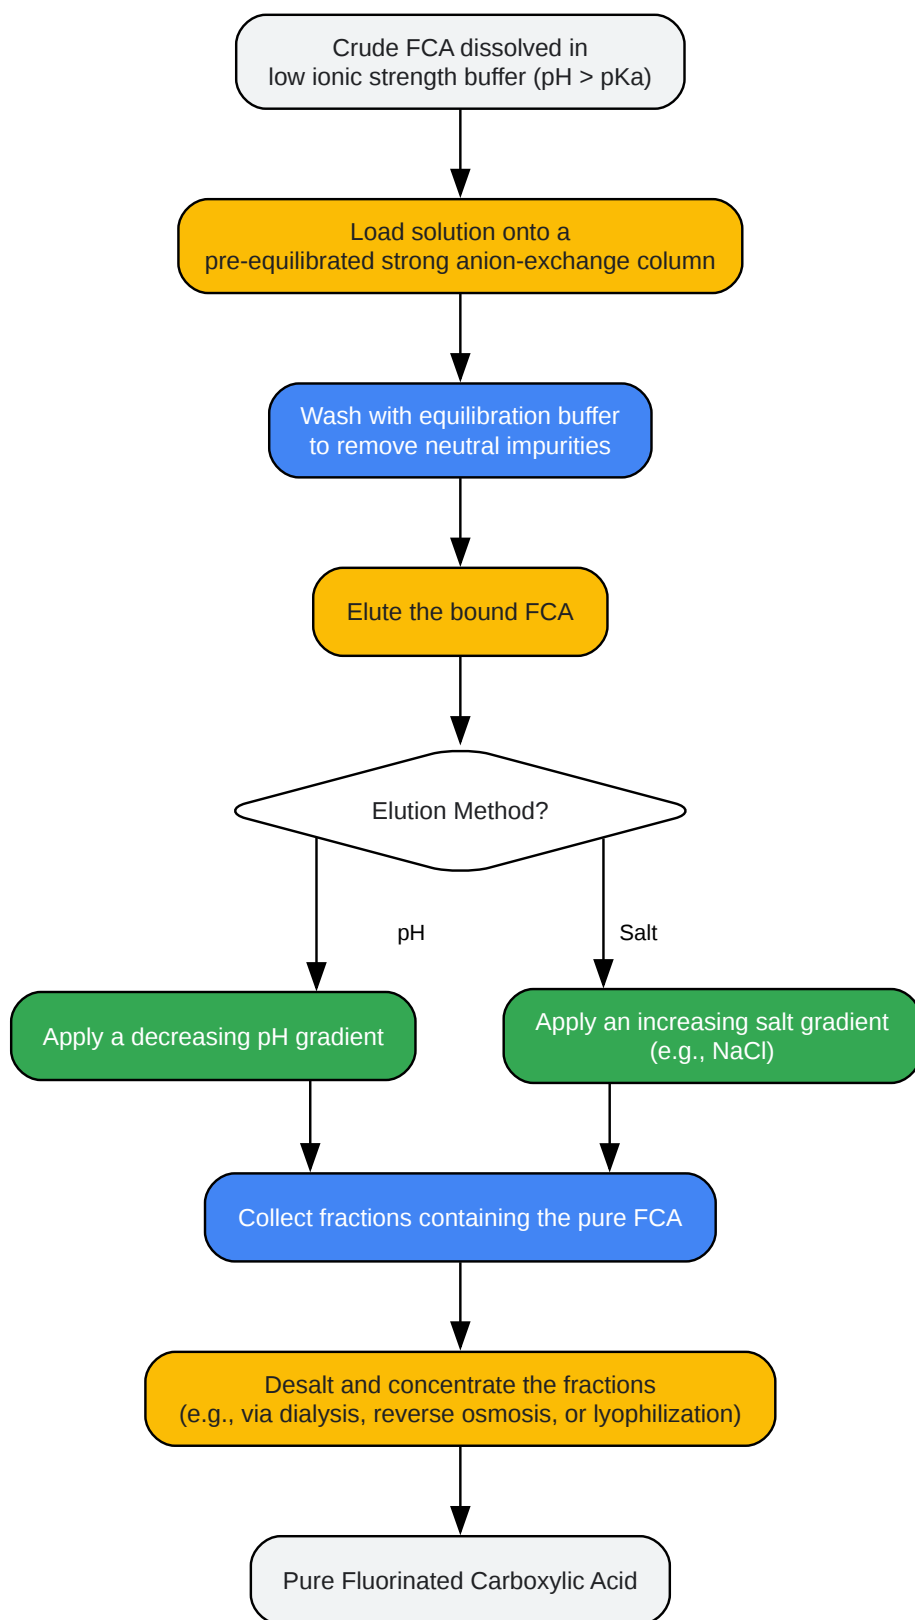 Crude FCA dissolved in
low ionic strength buffer (pH > pKa)
Load solution onto a
pre-equilibrated strong anion-exchange column
Wash with equilibration buffer
to remove neutral impurities
Elute the bound FCA
Elution Method?
pH
Salt
Apply a decreasing pH gradient
Apply an increasing salt gradient
(e.g., NaCl)
Collect fractions containing the pure FCA
Desalt and concentrate the fractions
(e.g., via dialysis, reverse osmosis, or lyophilization)
Pure Fluorinated Carboxylic Acid